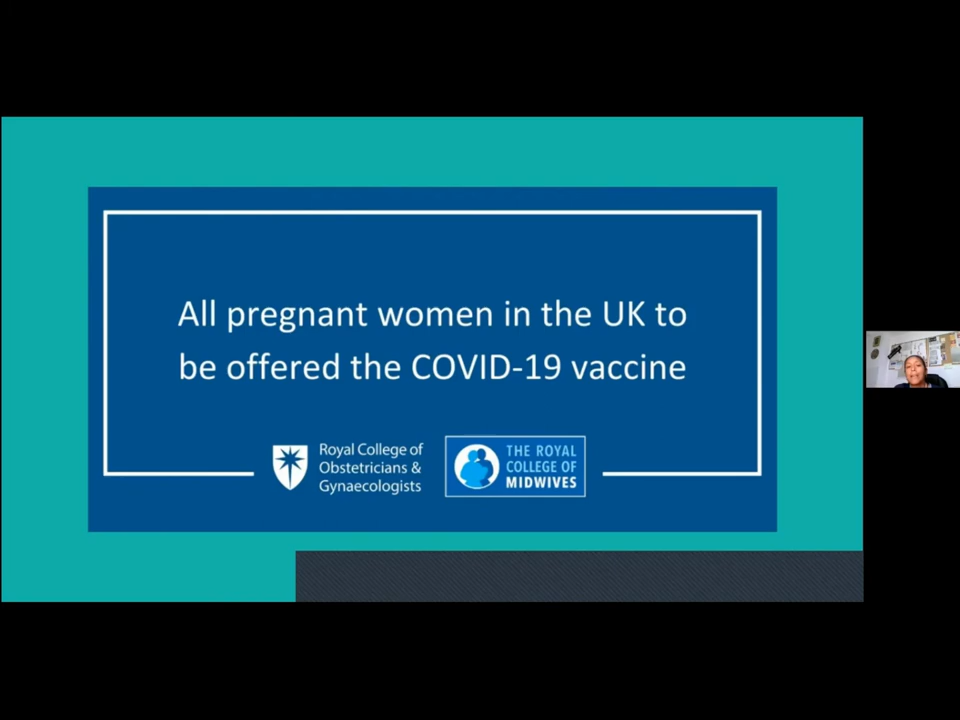 All pregnant women in the UK to
be offered the COVID-19 vaccine
Royal College of
Obstetricians &
Gynaecologists
THE ROYAL
COLLEGE OF
MIDWIVES